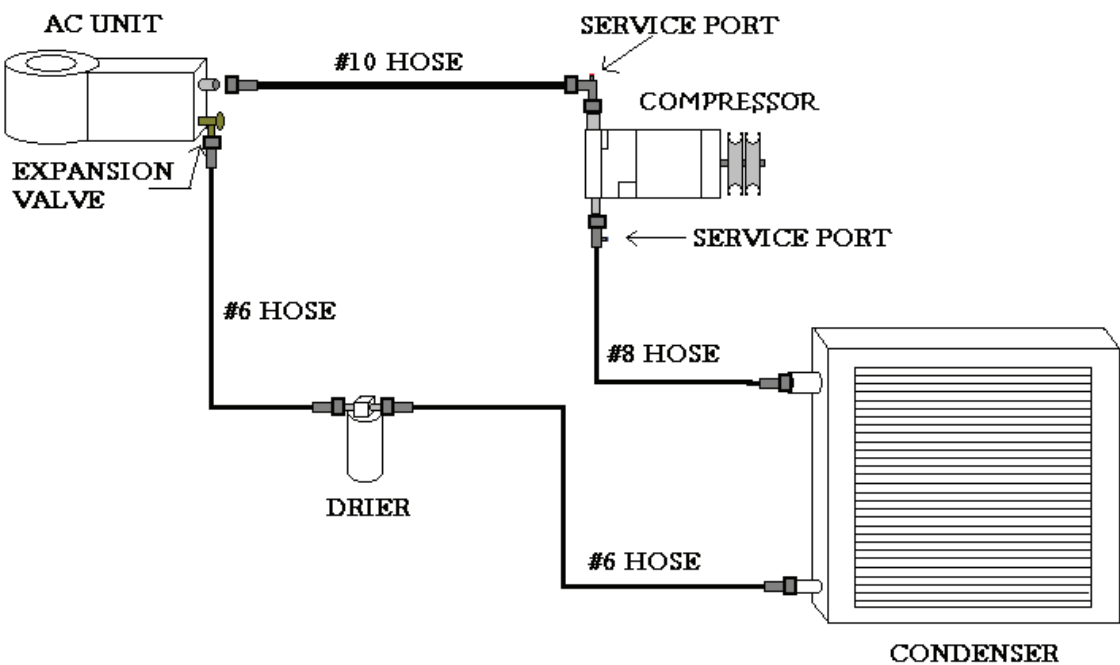 AC UNIT
SERVICE PORT
#10 HOSE
COMPRESSOR
EXPANSION
VALVE
SERVICE PORT
#6 HOSE
#8 HOSE
DRIER
#6 HOSE
CONDENSER